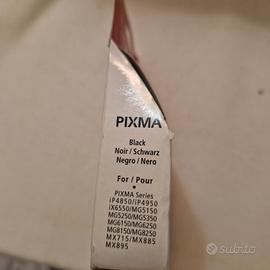 PIXMA
Black
Noir / Schwarz
Negro / Nero
For / Pour
PIXMA Series
iP4850/iP4950
iX6550/MG5150
MG5250/MG5350
MG6150/MG6250
MG8150/MG8250
MX715/MX885
MX895
subito